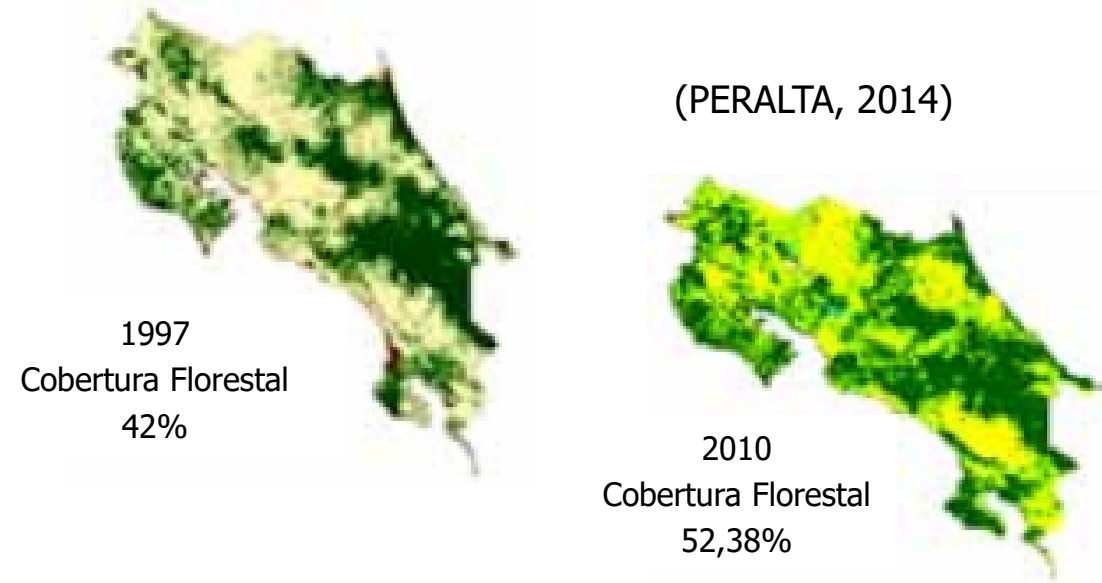 (PERALTA, 2014)
1997
Cobertura Florestal
42%
2010
Cobertura Florestal
52,38%